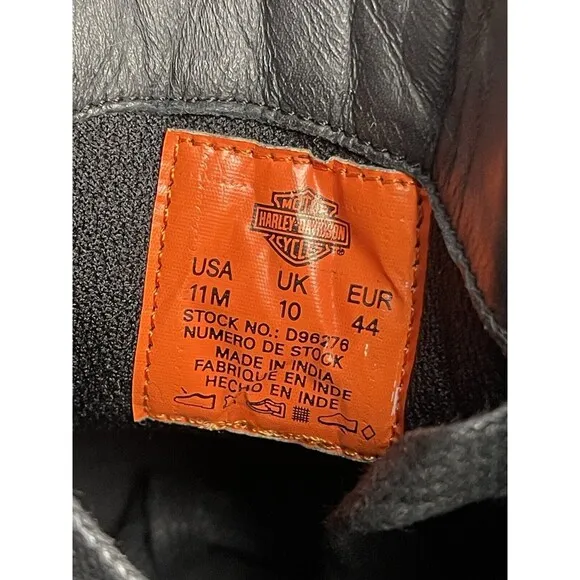 MOTOR
HARLEY-DAVIDSON
CYCLES
®
USA UK EUR
11M 10 44
STOCK NO.: D96276
NUMERO DE STOCK
MADE IN INDIA
FABRIQUE EN INDE
HECHO EN INDE